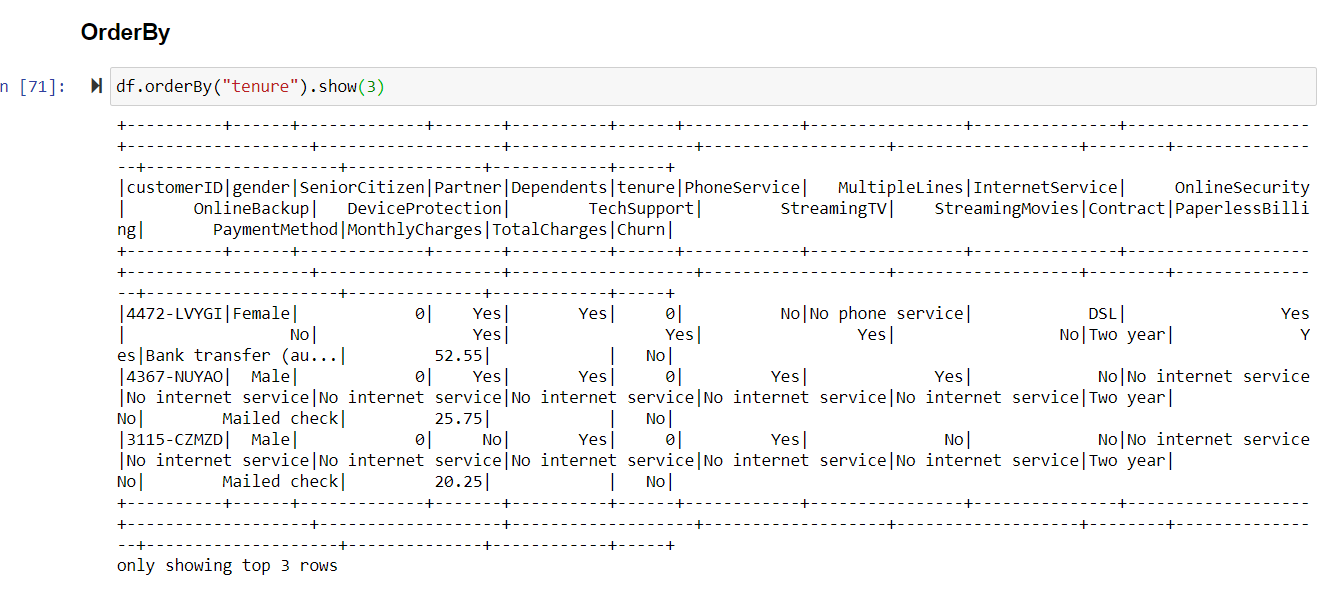 OrderBy
n [71]: df.orderBy("tenure").show(3)
+----------+------+-------------+-------+----------+------+------------+----------------+---------------+-------------------
+-------------------+-------------------+-------------------+-------------------+-------------------+--------+--------------
--+--------------------+--------------+------------+-----+
|customerID|gender|SeniorCitizen|Partner|Dependents|tenure|PhoneService|   MultipleLines|InternetService|     OnlineSecurity
|       OnlineBackup|   DeviceProtection|        TechSupport|        StreamingTV|    StreamingMovies|Contract|PaperlessBilli
ng|       PaymentMethod|MonthlyCharges|TotalCharges|Churn|
+----------+------+-------------+-------+----------+------+------------+----------------+---------------+-------------------
+-------------------+-------------------+-------------------+-------------------+-------------------+--------+--------------
--+--------------------+--------------+------------+-----+
|4472-LVYGI|Female|            0|    Yes|       Yes|     0|          No|No phone service|            DSL|                Yes
|                 No|                Yes|                Yes|                Yes|                 No|Two year|             Y
es|Bank transfer (au...|         52.55|            |   No|
|4367-NUYAO|  Male|            0|    Yes|       Yes|     0|         Yes|             Yes|             No|No internet service
|No internet service|No internet service|No internet service|No internet service|No internet service|Two year|
No|        Mailed check|         25.75|            |   No|
|3115-CZMZD|  Male|            0|     No|       Yes|     0|         Yes|              No|             No|No internet service
|No internet service|No internet service|No internet service|No internet service|No internet service|Two year|
No|        Mailed check|         20.25|            |   No|
+----------+------+-------------+-------+----------+------+------------+----------------+---------------+-------------------
+-------------------+-------------------+-------------------+-------------------+-------------------+--------+--------------
--+--------------------+--------------+------------+-----+
only showing top 3 rows